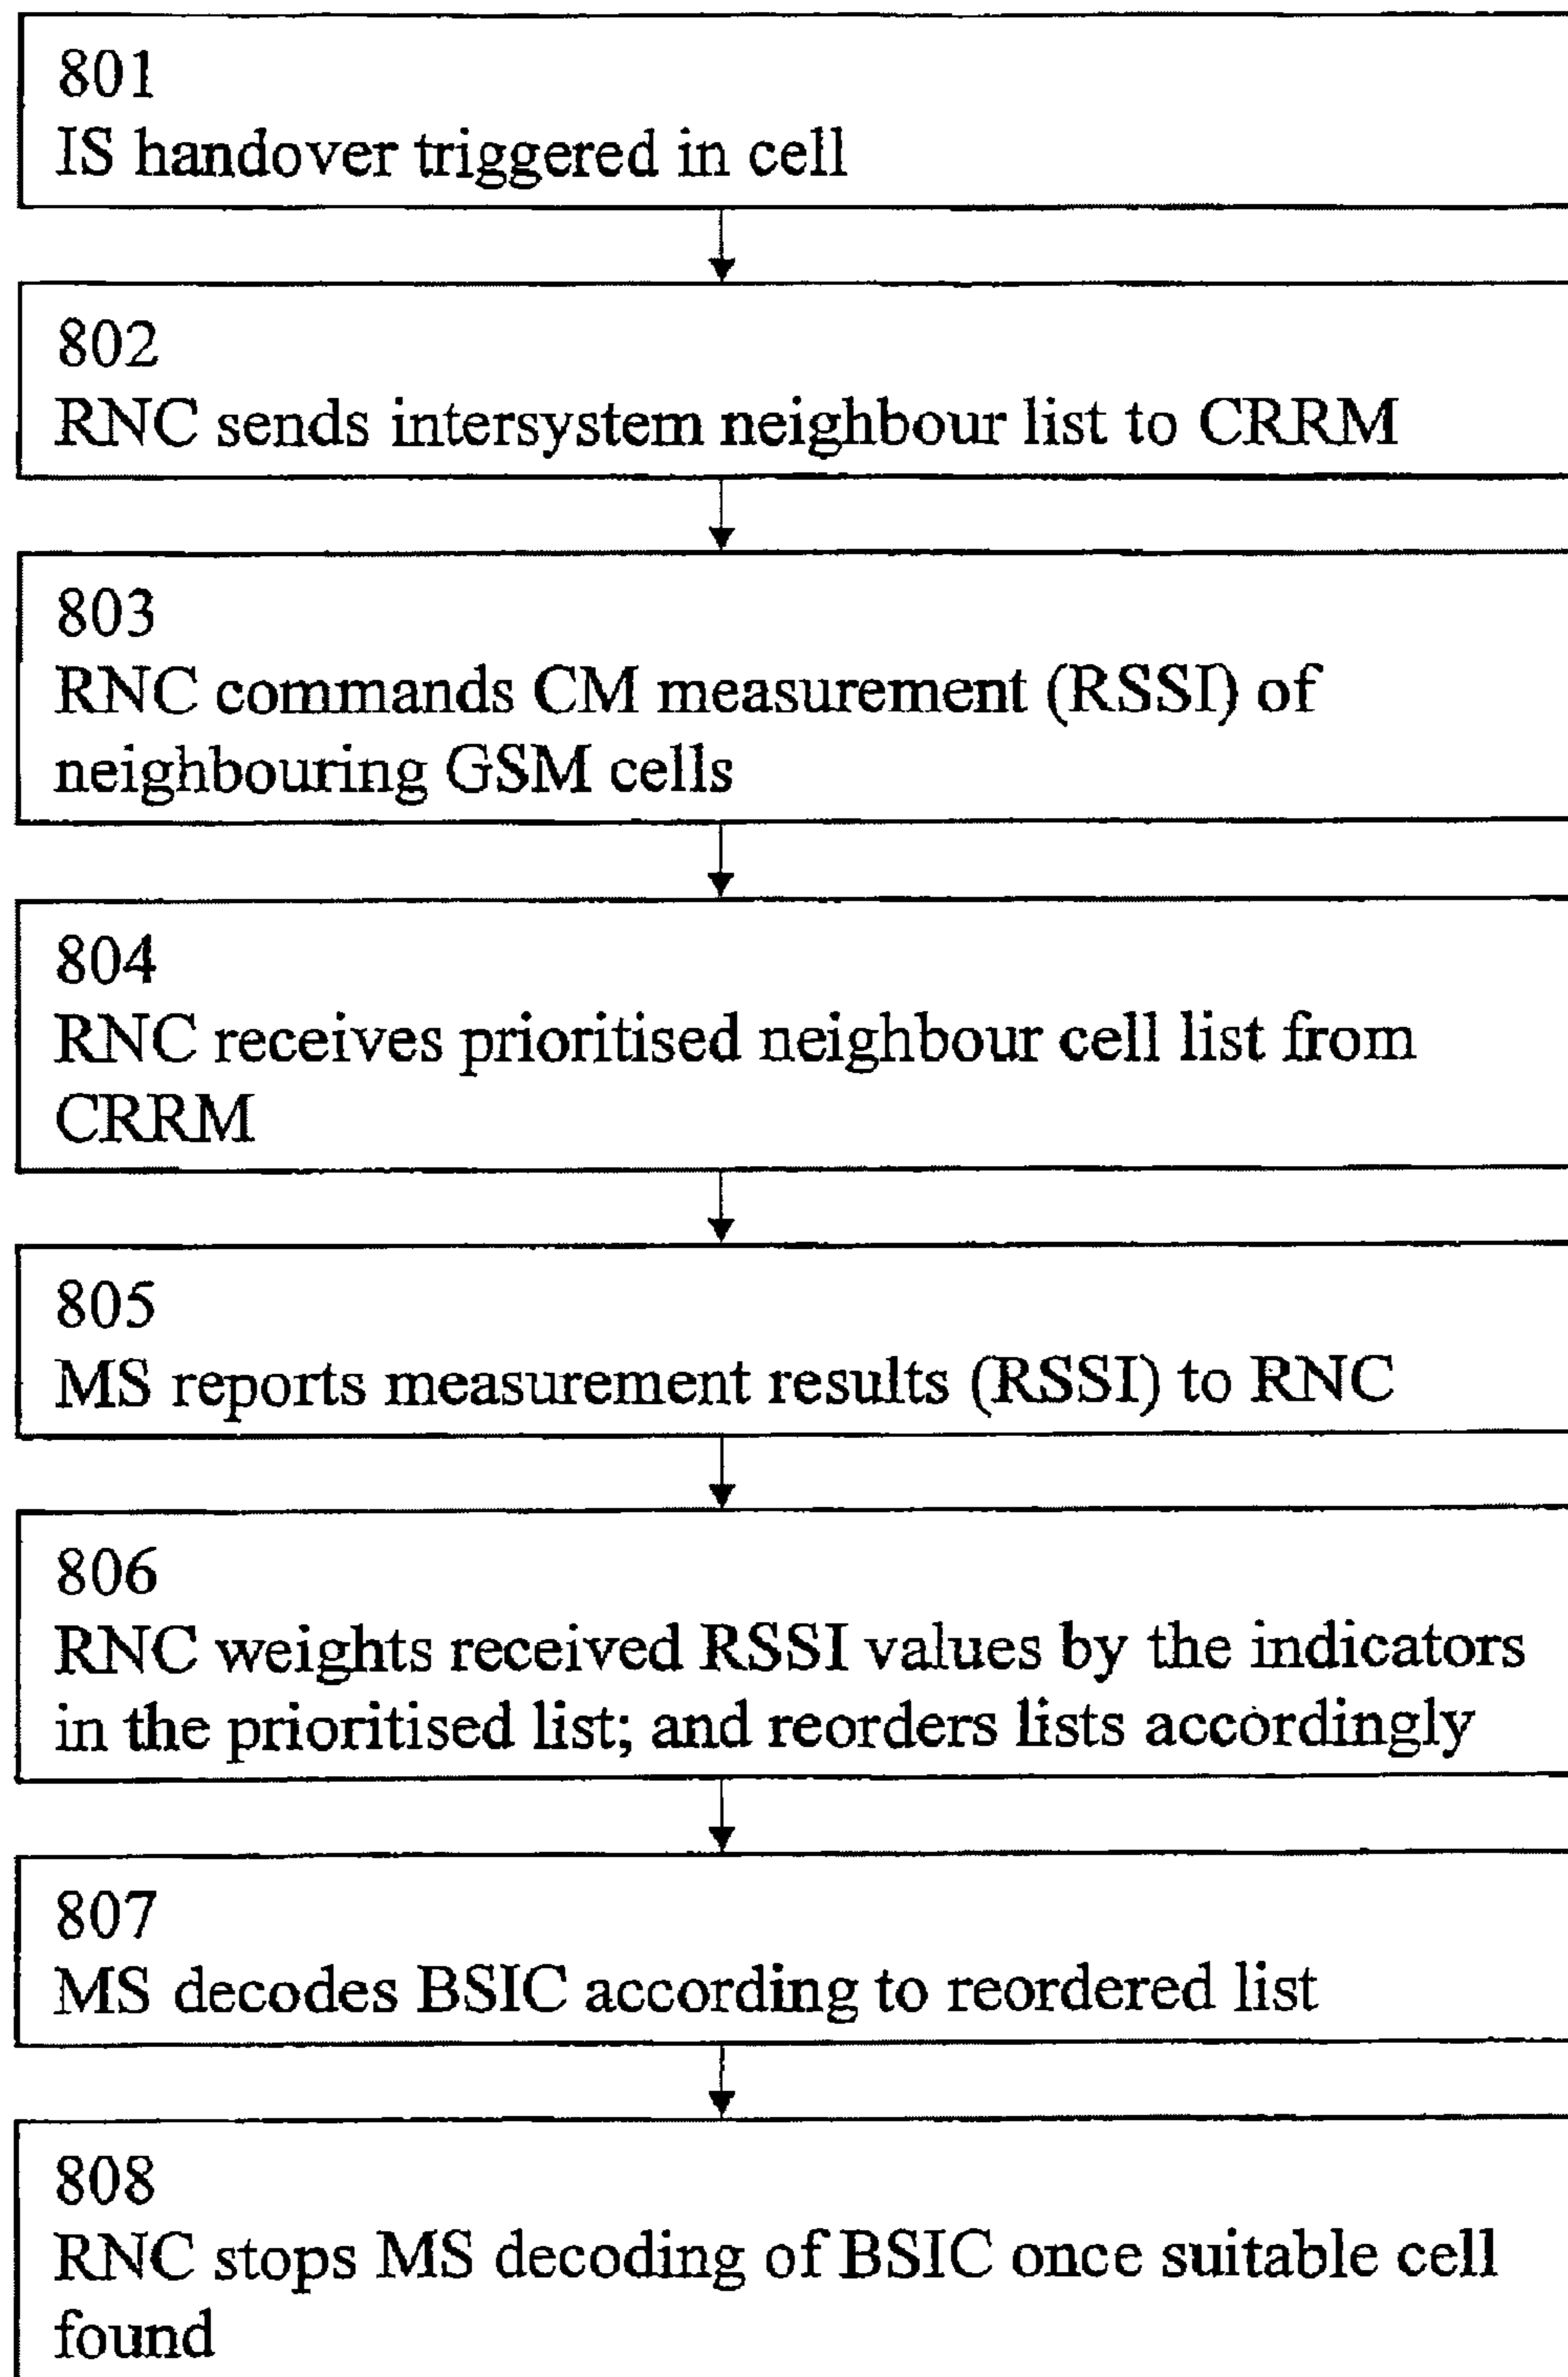 801
IS handover triggered in cell
802
RNC sends intersystem neighbour list to CRRM
803
RNC commands CM measurement (RSSI) of
neighbouring GSM cells
804
RNC receives prioritised neighbour cell list from
CRRM
805
MS reports measurement results (RSSI) to RNC
806
RNC weights received RSSI values by the indicators
in the prioritised list; and reorders lists accordingly
807
MS decodes BSIC according to reordered list
808
RNC stops MS decoding of BSIC once suitable cell
found